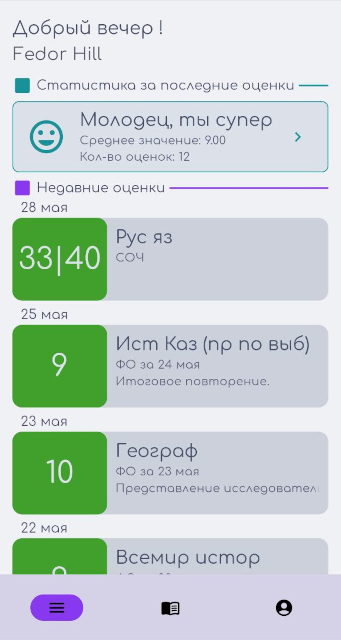 Добрый вечер !
Fedor Hill
Статистика за последние оценки
Молодец, ты супер
Среднее значение: 9.00
Кол-во оценок: 12
Недавние оценки
28 мая
33|40
Рус яз
СОЧ
25 мая
9
Ист Каз (пр по выб)
ФО за 24 мая
Итоговое повторение.
23 мая
10
Географ
ФО за 23 мая
Представление исследовател
22 мая
Всемир истор